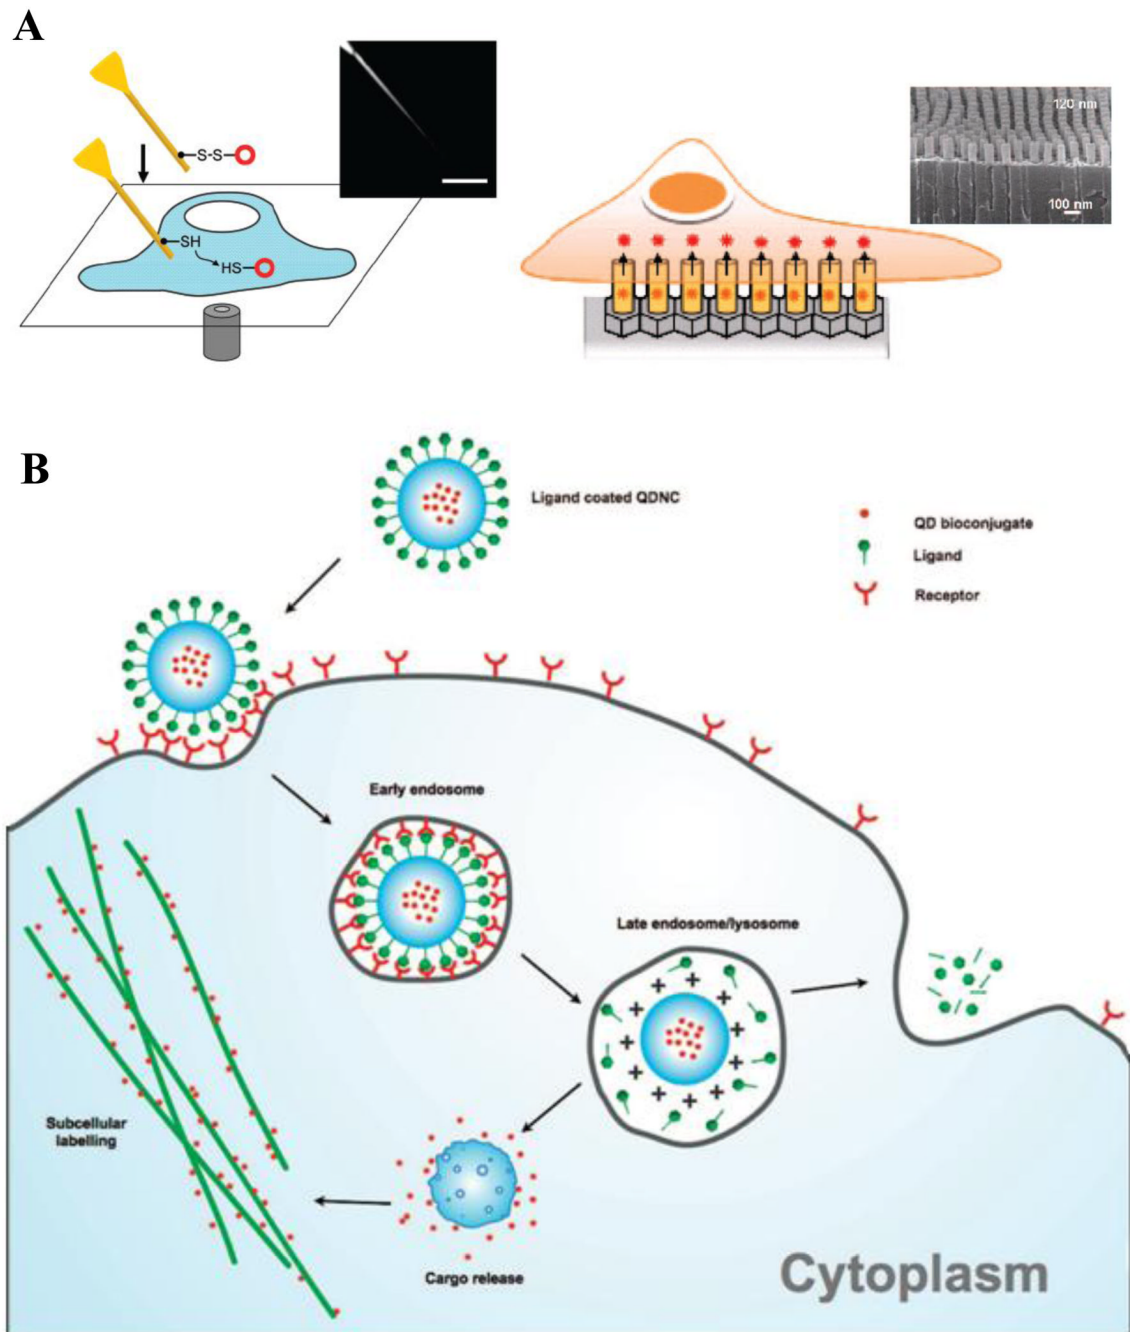 A
S-S
SH
HS
120 nm
100 nm
B
Ligand coated QDNC
QD bioconjugate
Ligand
Receptor
Early endosome
Late endosome/lysosome
Subcellular
labelling
Cargo release
Cytoplasm